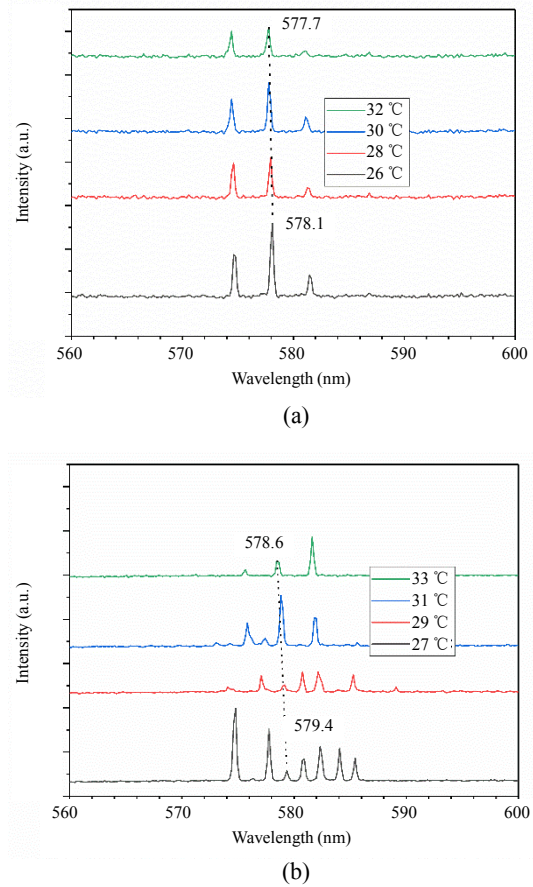 577.7
32 ℃
30 ℃
28 ℃
26 ℃
578.1
Intensity (a.u.)
560 570 580 590 600
Wavelength (nm)
(a)
578.6
33 ℃
31 ℃
29 ℃
27 ℃
579.4
Intensity (a.u.)
560 570 580 590 600
Wavelength (nm)
(b)